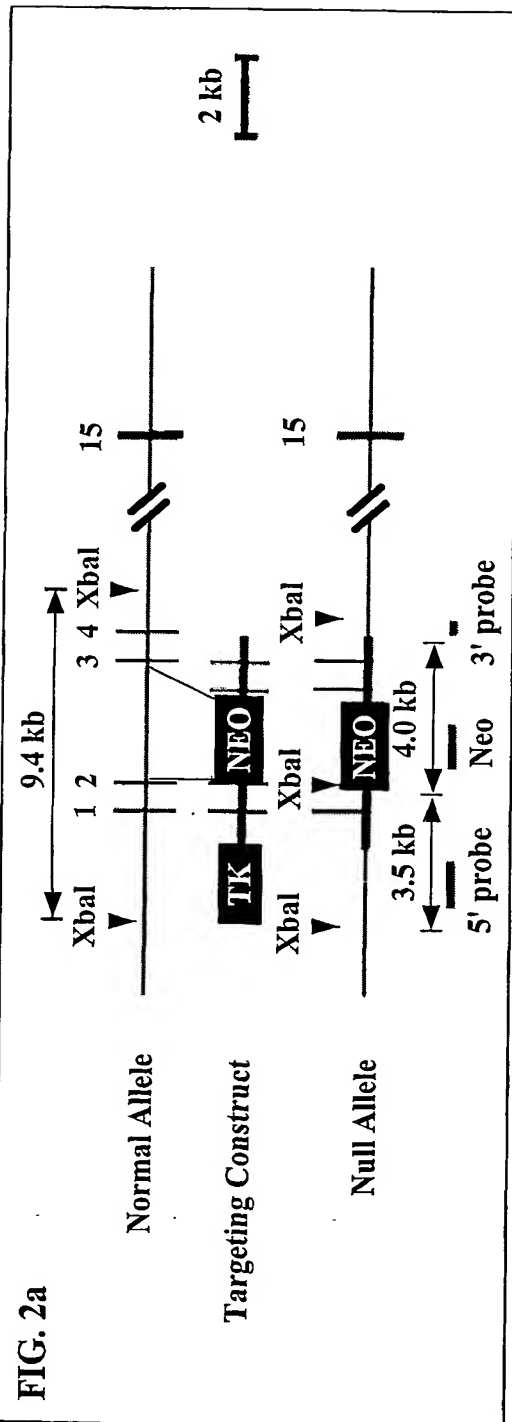 FIG. 2a
9.4 kb
XbaI 1 2 3 4 XbaI 15
Normal Allele
2 kb
TK NEO
Targeting Construct
XbaI XbaI XbaI 15
NEO
Null Allele
3.5 kb 4.0 kb
5' probe Neo 3' probe